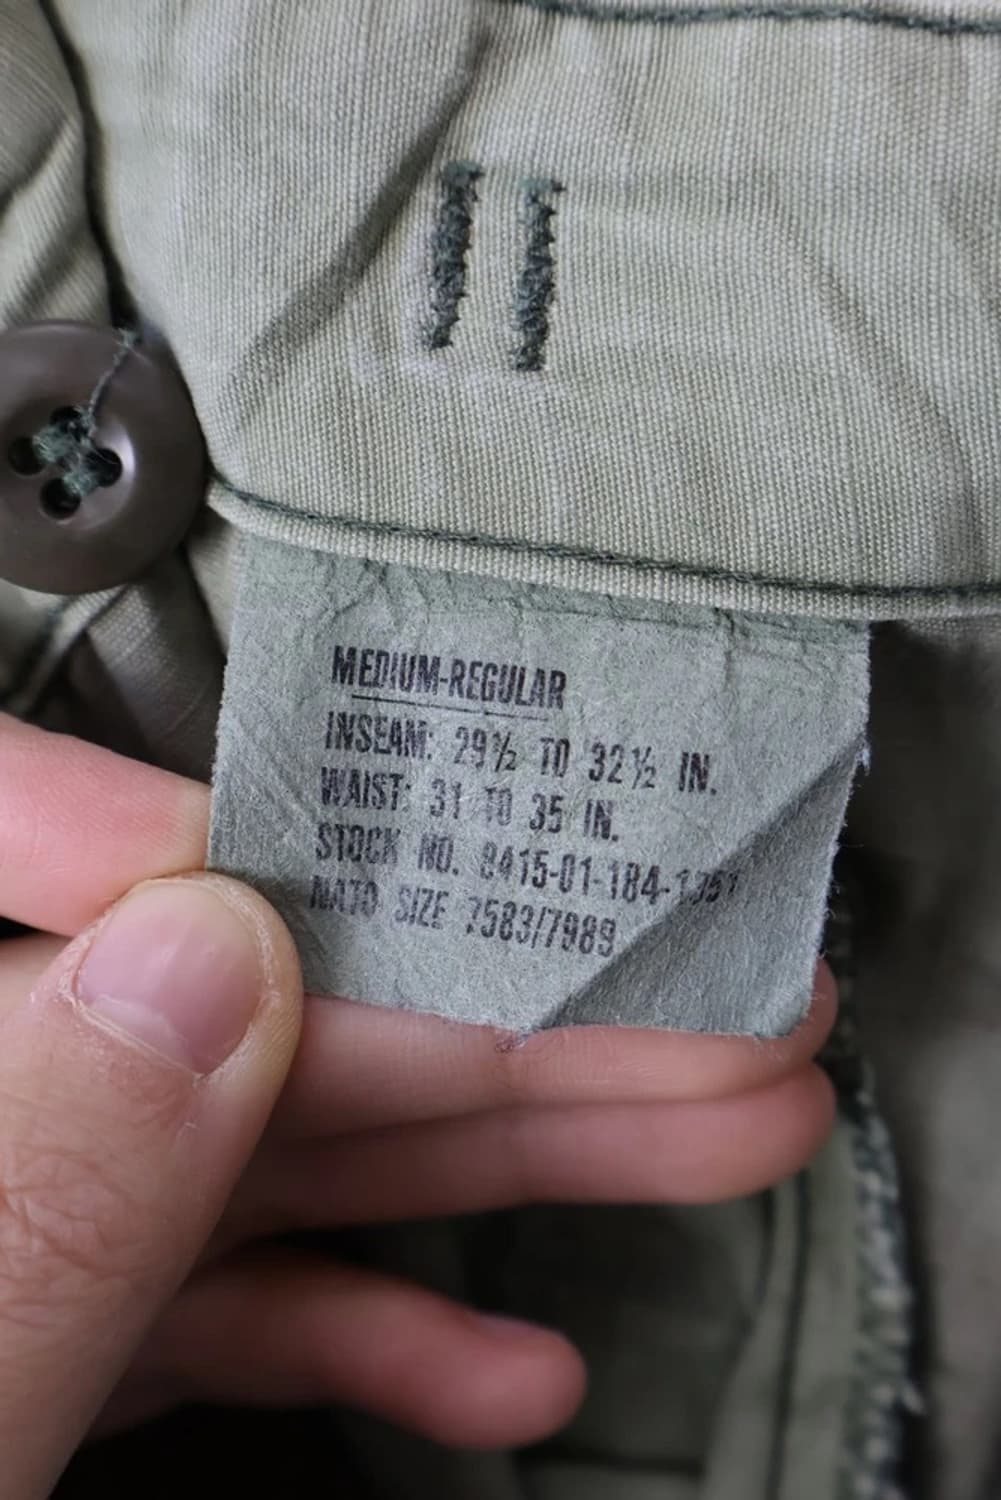 MEDIUM-REGULAR
INSEAM: 29½ TO 32½ IN.
WAIST: 31 TO 35 IN.
STOCK NO.
NATO SIZE 7583/7989